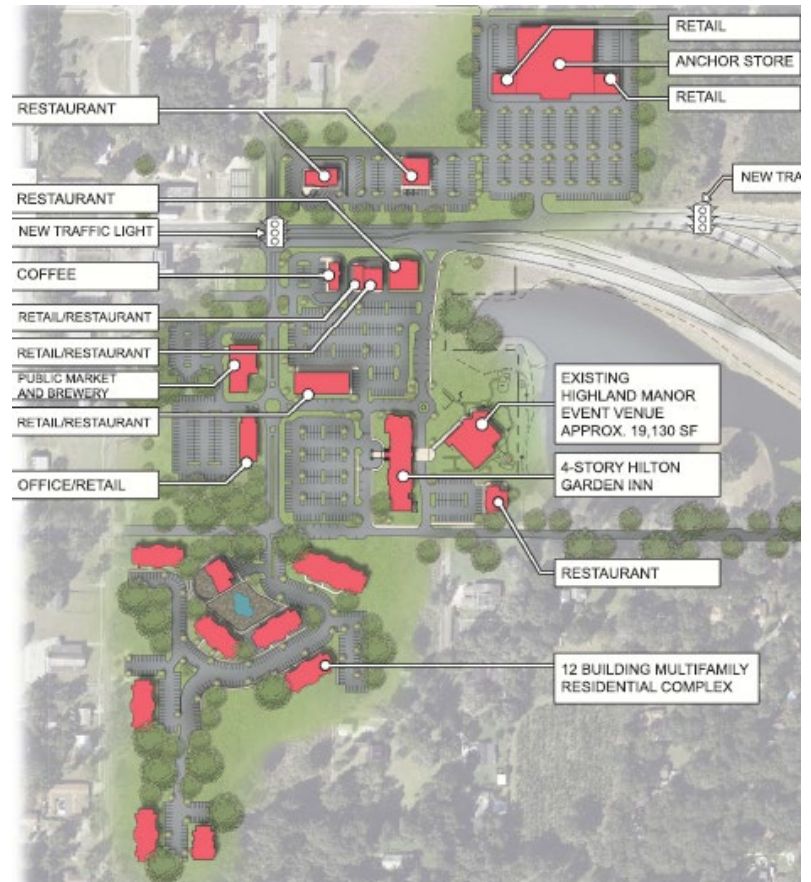 RETAIL
ANCHOR STORE
RETAIL
RESTAURANT
RESTAURANT
NEW TRA
NEW TRAFFIC LIGHT
COFFEE
RETAIL/RESTAURANT
RETAIL/RESTAURANT
PUBLIC MARKET
AND BREWERY
RETAIL/RESTAURANT
OFFICE/RETAIL
EXISTING
HIGHLAND MANOR
EVENT VENUE
APPROX. 19,130 SF
4-STORY HILTON
GARDEN INN
RESTAURANT
12 BUILDING MULTIFAMILY
RESIDENTIAL COMPLEX